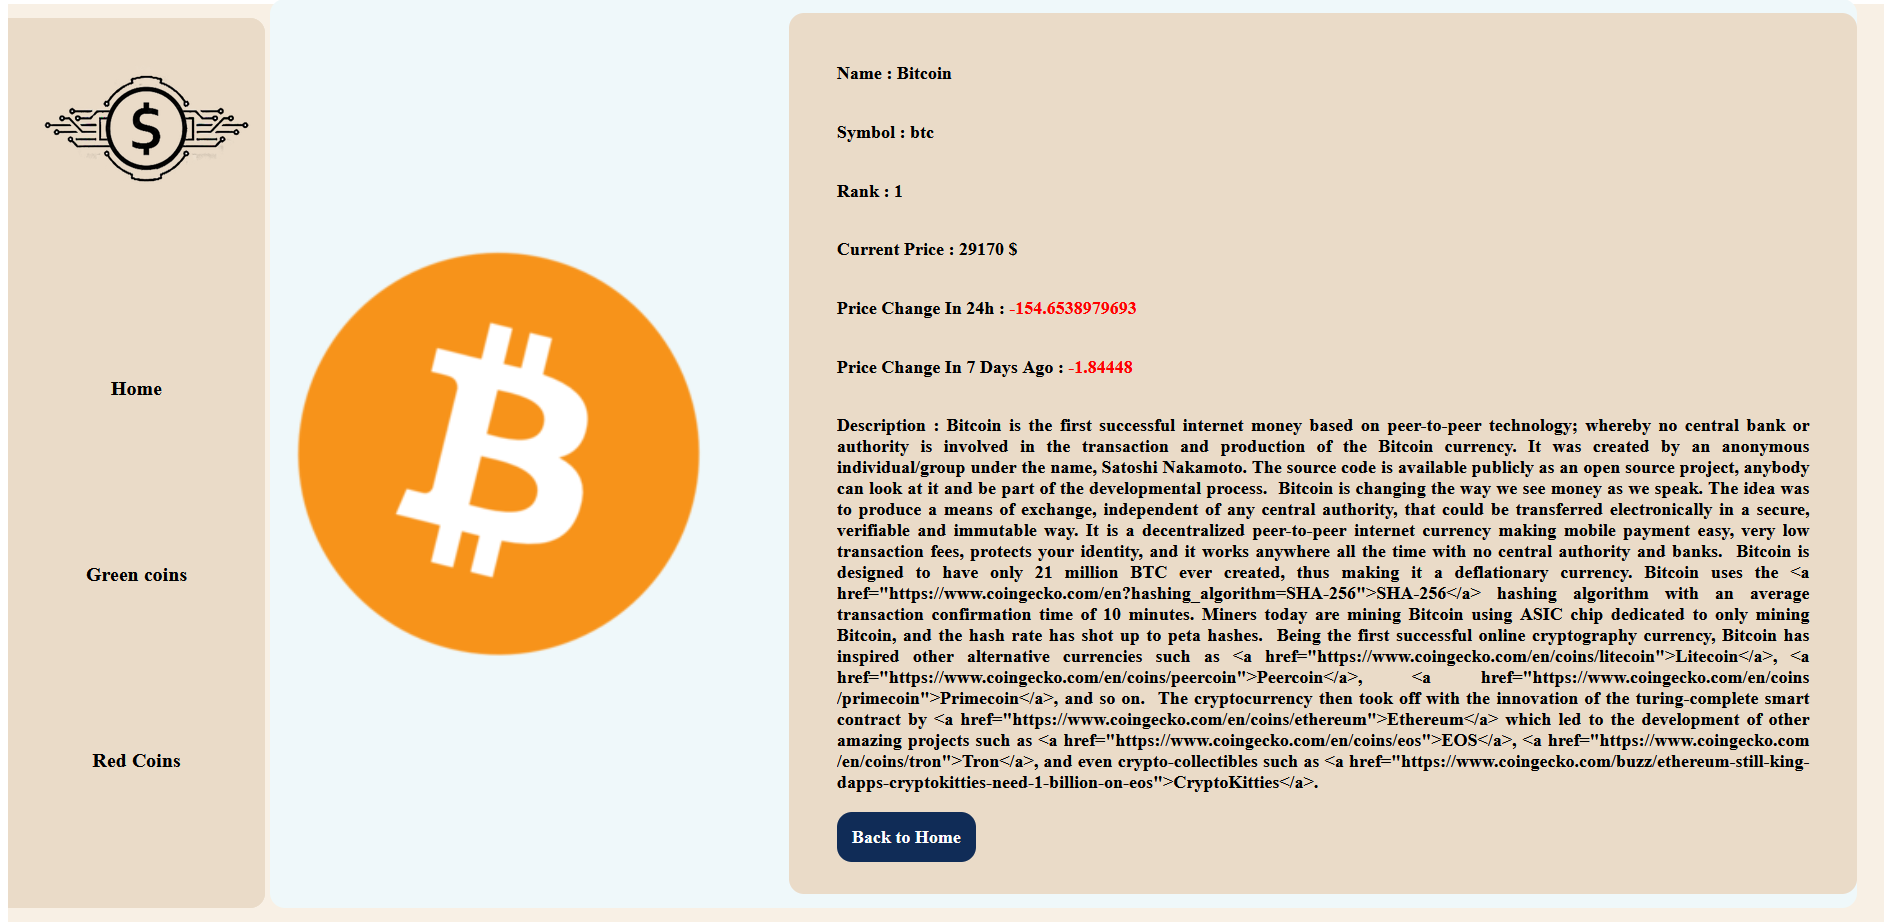 $
Home
Green coins
Red Coins
Name : Bitcoin
Symbol : btc
Rank : 1
Current Price : 29170 $
Price Change In 24h : -154.6538979693
Price Change In 7 Days Ago : -1.84448
Description : Bitcoin is the first successful internet money based on peer-to-peer technology; whereby no central bank or
authority is involved in the transaction and production of the Bitcoin currency. It was created by an anonymous
individual/group under the name, Satoshi Nakamoto. The source code is available publicly as an open source project, anybody
can look at it and be part of the developmental process.  Bitcoin is changing the way we see money as we speak. The idea was
to produce a means of exchange, independent of any central authority, that could be transferred electronically in a secure,
verifiable and immutable way. It is a decentralized peer-to-peer internet currency making mobile payment easy, very low
transaction fees, protects your identity, and it works anywhere all the time with no central authority and banks.  Bitcoin is
designed to have only 21 million BTC ever created, thus making it a deflationary currency. Bitcoin uses the <a
href="https://www.coingecko.com/en?hashing_algorithm=SHA-256">SHA-256</a> hashing algorithm with an average
transaction confirmation time of 10 minutes. Miners today are mining Bitcoin using ASIC chip dedicated to only mining
Bitcoin, and the hash rate has shot up to peta hashes.  Being the first successful online cryptography currency, Bitcoin has
inspired other alternative currencies such as <a href="https://www.coingecko.com/en/coins/litecoin">Litecoin</a>, <a
href="https://www.coingecko.com/en/coins/peercoin">Peercoin</a>, <a href="https://www.coingecko.com/en/coins
/primecoin">Primecoin</a>, and so on.  The cryptocurrency then took off with the innovation of the turing-complete smart
contract by <a href="https://www.coingecko.com/en/coins/ethereum">Ethereum</a> which led to the development of other
amazing projects such as <a href="https://www.coingecko.com/en/coins/eos">EOS</a>, <a href="https://www.coingecko.com
/en/coins/tron">Tron</a>, and even crypto-collectibles such as <a href="https://www.coingecko.com/buzz/ethereum-still-king-
dapps-cryptokitties-need-1-billion-on-eos">CryptoKitties</a>.
Back to Home